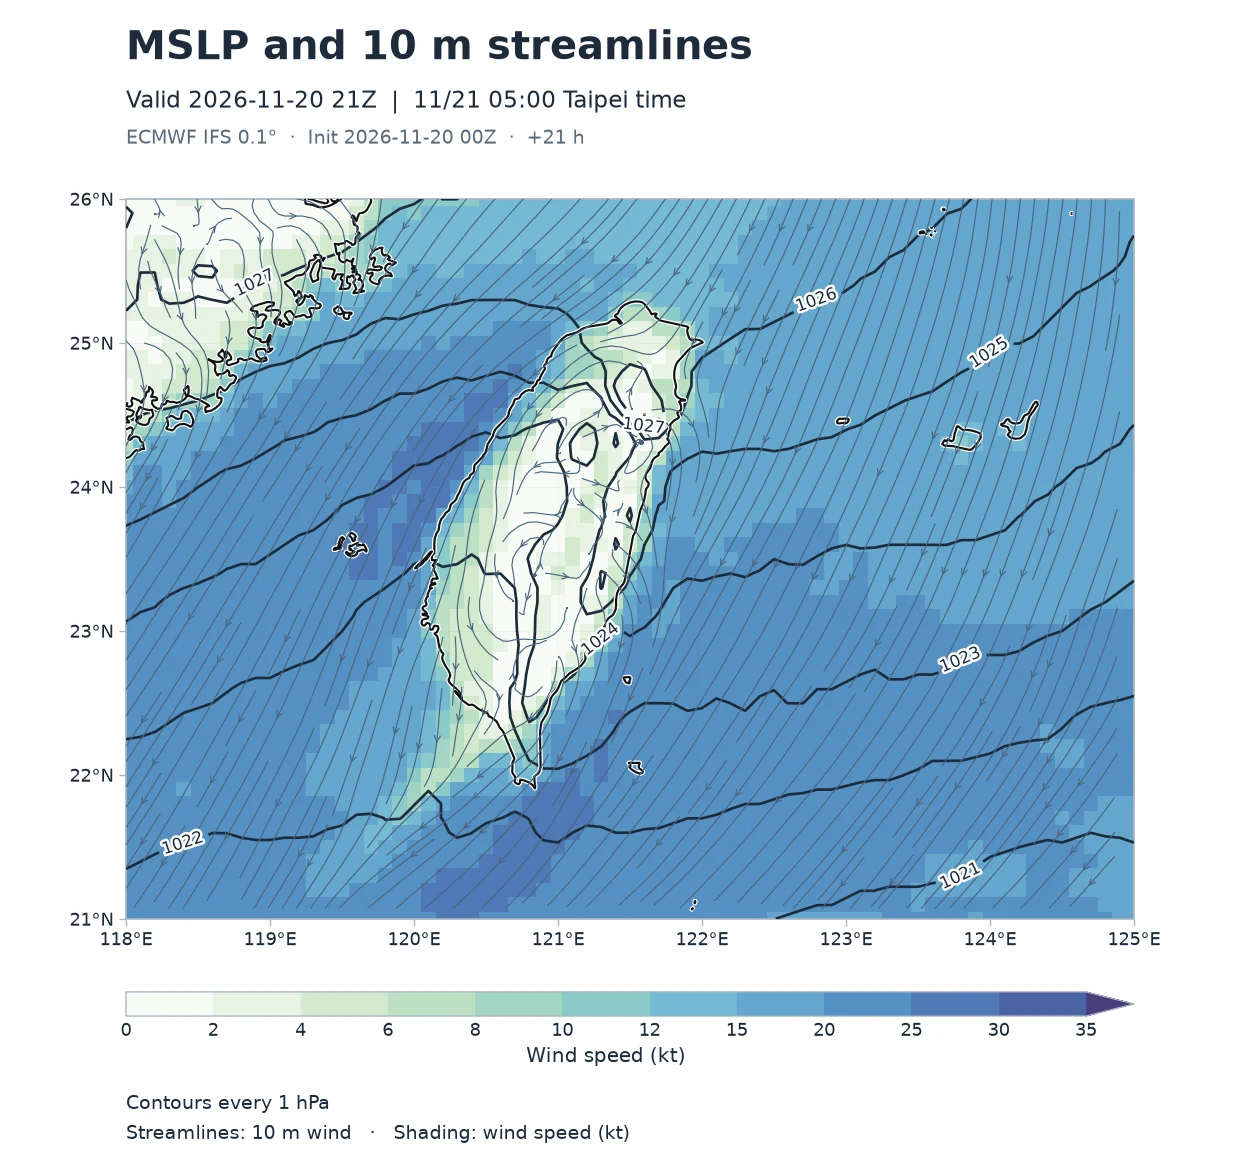 MSLP and 10 m streamlines
Valid 2026-11-20 21Z | 11/21 05:00 Taipei time
ECMWF IFS 0.1° · Init 2026-11-20 00Z · +21 h
26°N
25°N
24°N
23°N
22°N
21°N
1027
1026
1025
1027
1024
1023
1022
1021
118°E 119°E 120°E 121°E 122°E 123°E 124°E 125°E
0 2 4 6 8 10 12 15 20 25 30 35
Wind speed (kt)
Contours every 1 hPa
Streamlines: 10 m wind · Shading: wind speed (kt)